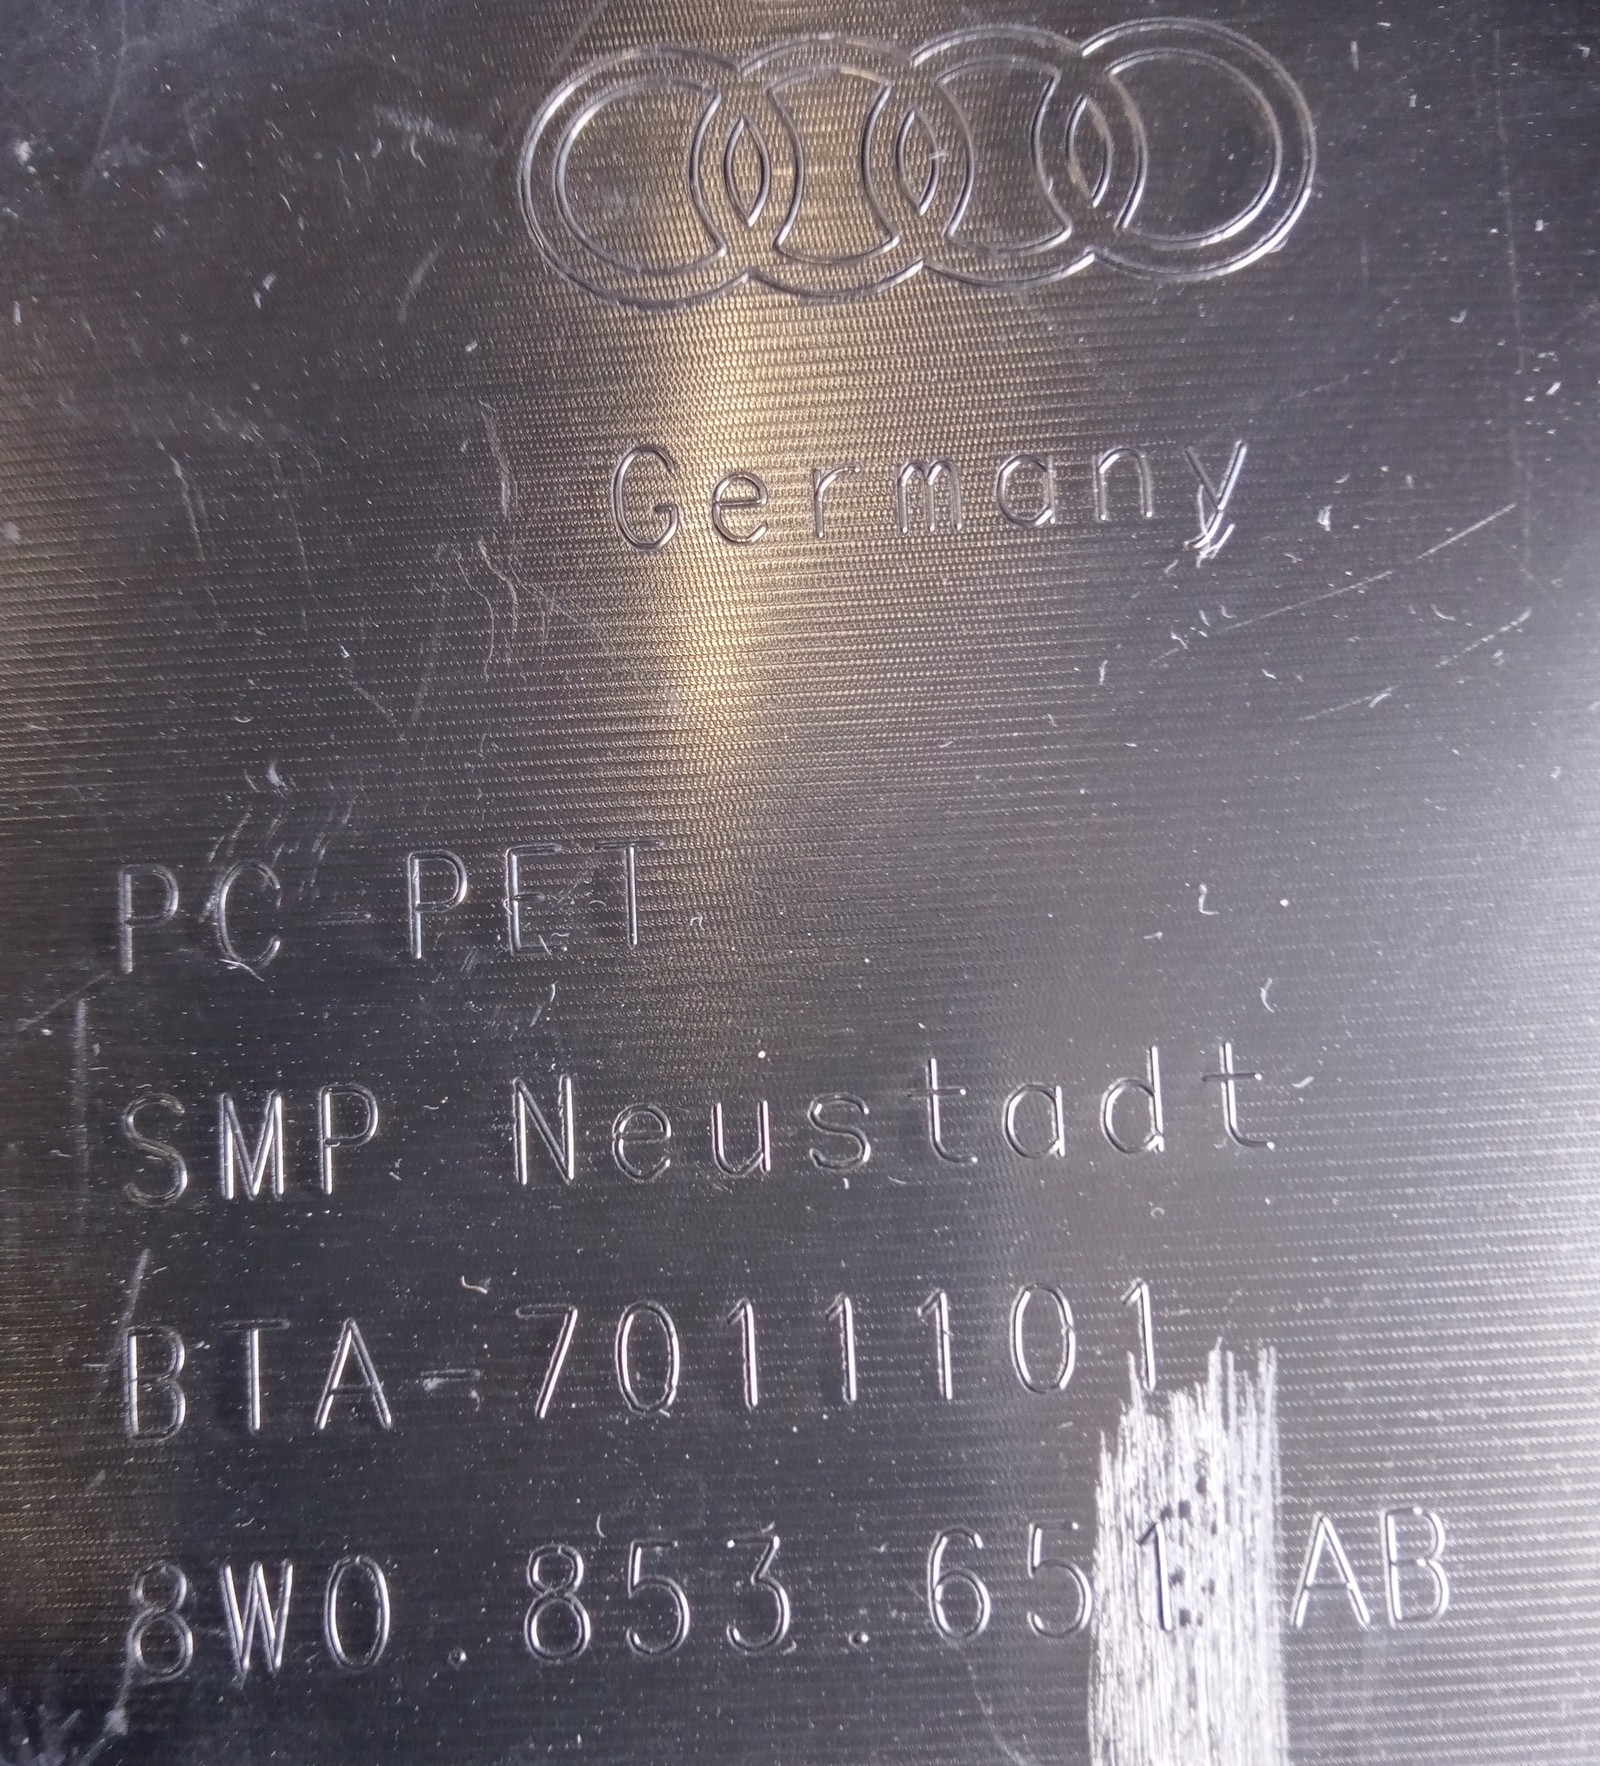 Germany
PC-PET
SMP Neustadt
BTA-7011101
8W0.853.651.AB